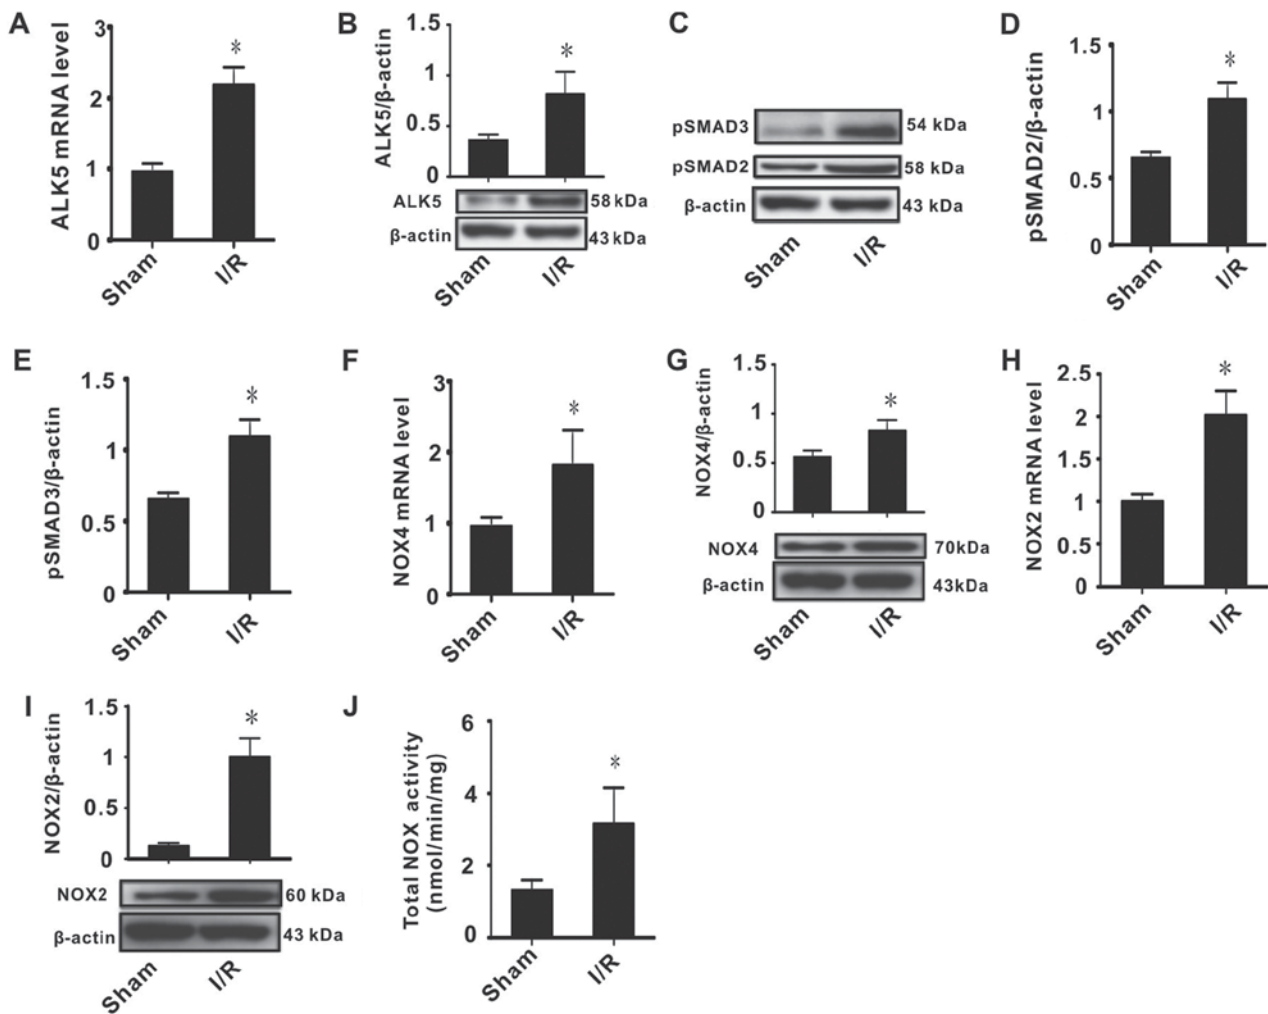 A
ALK5 mRNA level
3
2
1
0
*
Sham
I/R
B
ALK5/β-actin
1.5
1
0.5
0
*
ALK5
58 kDa
β-actin
43 kDa
Sham
I/R
C
pSMAD3
54 kDa
pSMAD2
58 kDa
β-actin
43 kDa
Sham
I/R
D
pSMAD2/β-actin
1.5
1
0.5
0
*
Sham
I/R
E
pSMAD3/β-actin
1.5
1
0.5
0
*
Sham
I/R
F
NOX4 mRNA level
3
2
1
0
*
Sham
I/R
G
NOX4/β-actin
1.5
1
0.5
0
*
NOX4
70kDa
β-actin
43kDa
Sham
I/R
H
NOX2 mRNA level
2.5
2
1.5
1
0.5
0
*
Sham
I/R
I
NOX2/β-actin
1.5
1
0.5
0
*
NOX2
60 kDa
β-actin
43 kDa
Sham
I/R
J
Total NOX activity
(nmol/min/mg)
6
4
2
0
*
Sham
I/R